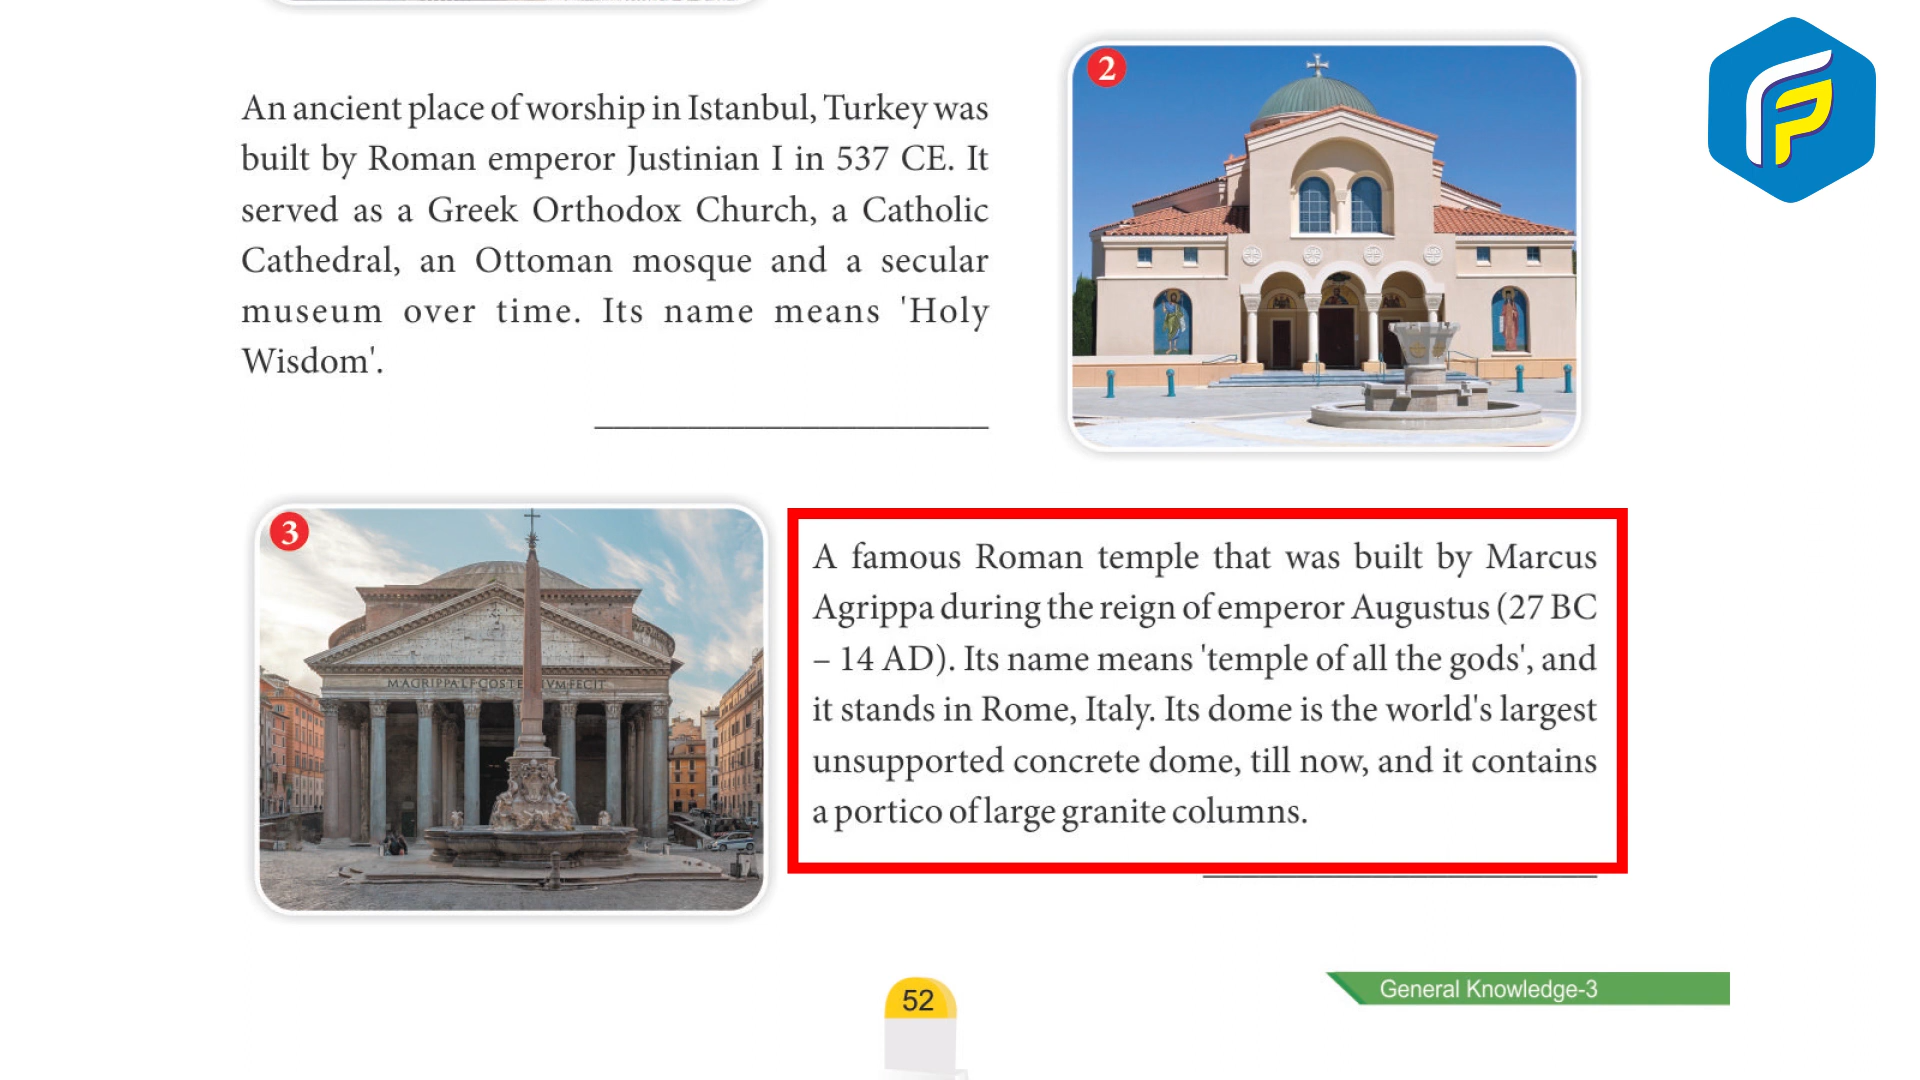 2
An ancient place of worship in Istanbul, Turkey was
built by Roman emperor Justinian I in 537 CE. It
served as a Greek Orthodox Church, a Catholic
Cathedral, an Ottoman mosque and a secular
museum over time. Its name means 'Holy
Wisdom'.
3
M·AGRIPPA·L·F·COS·TERTIVM·FECIT
A famous Roman temple that was built by Marcus
Agrippa during the reign of emperor Augustus (27 BC
– 14 AD). Its name means 'temple of all the gods', and
it stands in Rome, Italy. Its dome is the world's largest
unsupported concrete dome, till now, and it contains
a portico of large granite columns.
52
General Knowledge-3